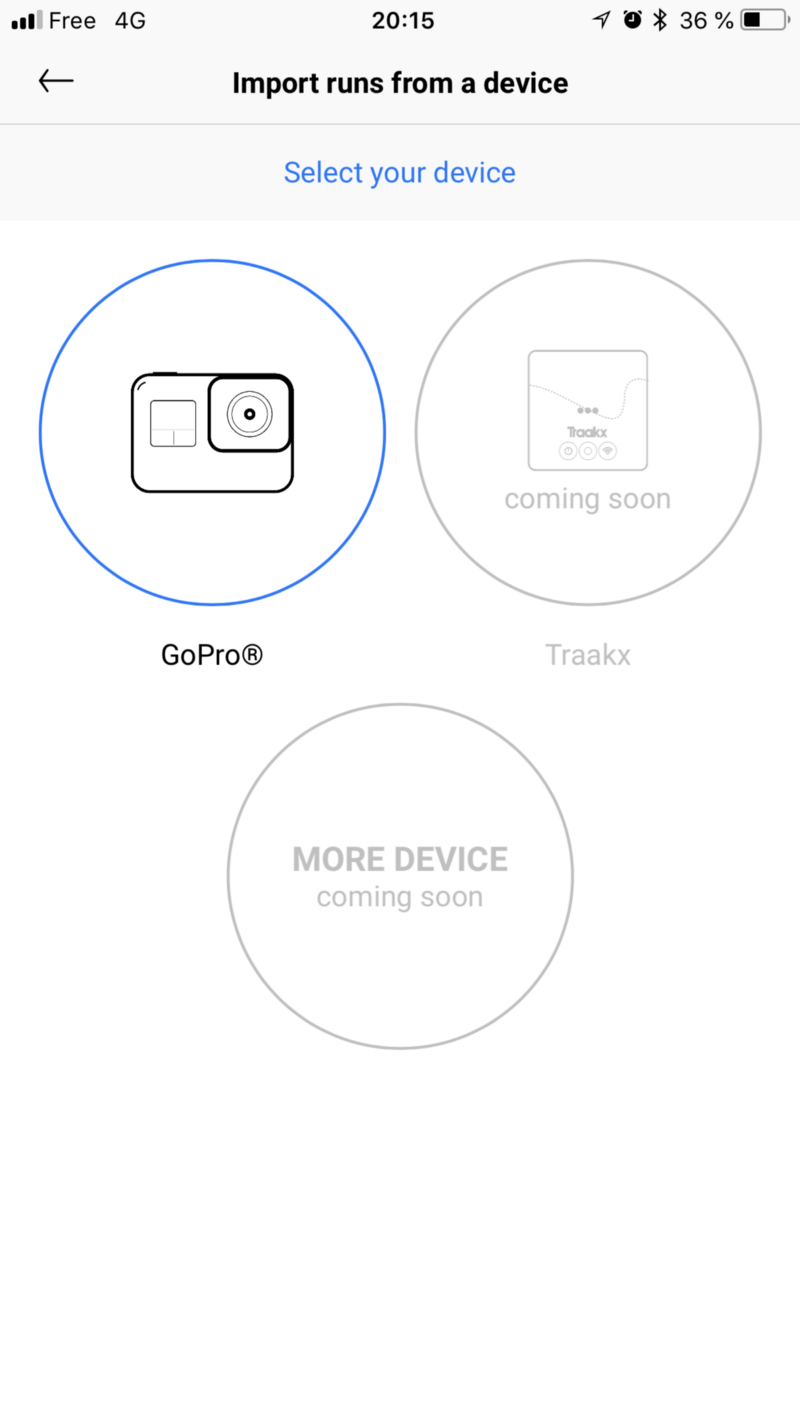 Free 4G 20:15 36 %
Import runs from a device
Select your device
Traakx
coming soon
GoPro® Traakx
MORE DEVICE
coming soon